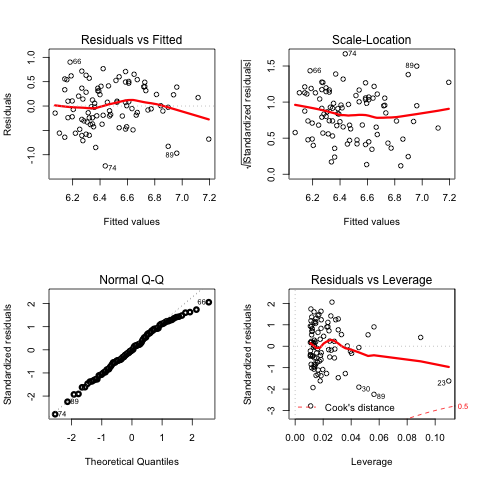 Residuals vs Fitted
Residuals
1.0
0.5
0.0
-1.0
66
74
89
6.2 6.4 6.6 6.8 7.0 7.2
Fitted values
Scale-Location
√|Standardized residuals|
1.5
1.0
0.5
0.0
74
89
66
6.2 6.4 6.6 6.8 7.0 7.2
Fitted values
Normal Q-Q
Standardized residuals
2
1
0
-1
-2
66
89
74
-2 -1 0 1 2
Theoretical Quantiles
Residuals vs Leverage
Standardized residuals
2
1
0
-1
-2
-3
30
89
23
Cook's distance
0.5
0.00 0.02 0.04 0.06 0.08 0.10
Leverage